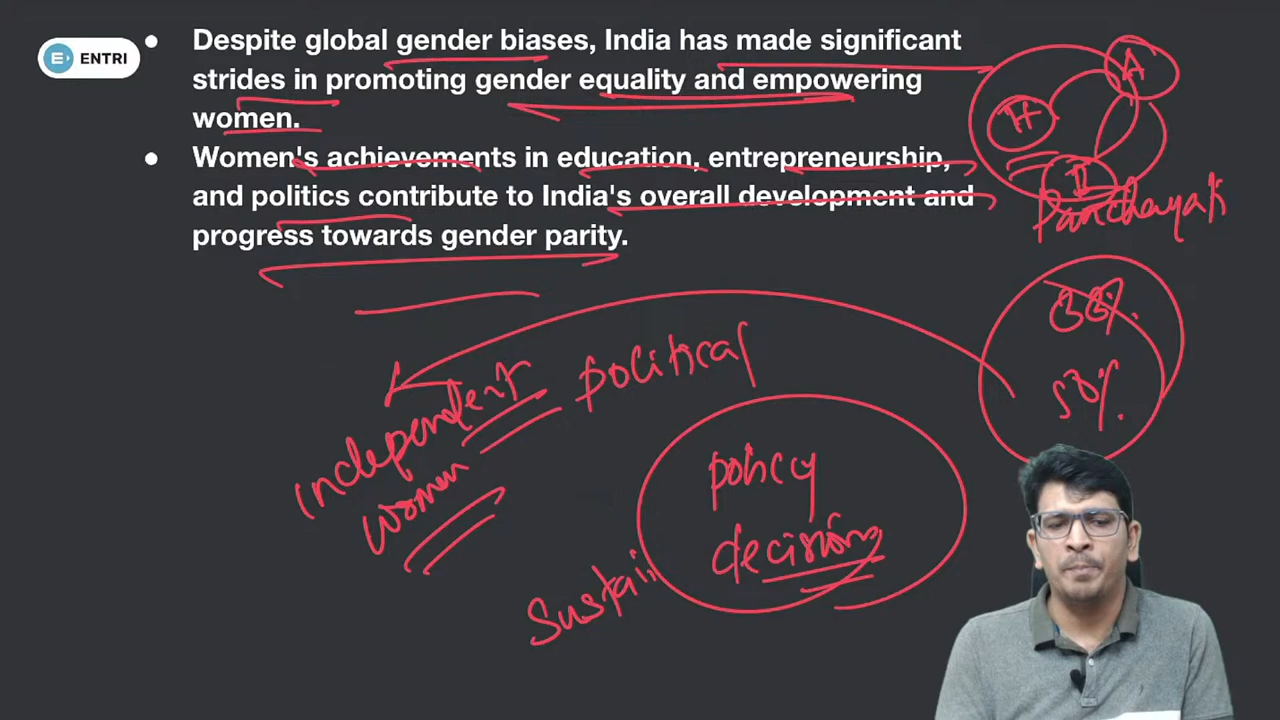 ENTRI
• Despite global gender biases, India has made significant
strides in promoting gender equality and empowering
women.
• Women's achievements in education, entrepreneurship,
and politics contribute to India's overall development and
progress towards gender parity.
A
H
Panchayati
33%.
50%.
independent political
women
policy
decisions
Sustai